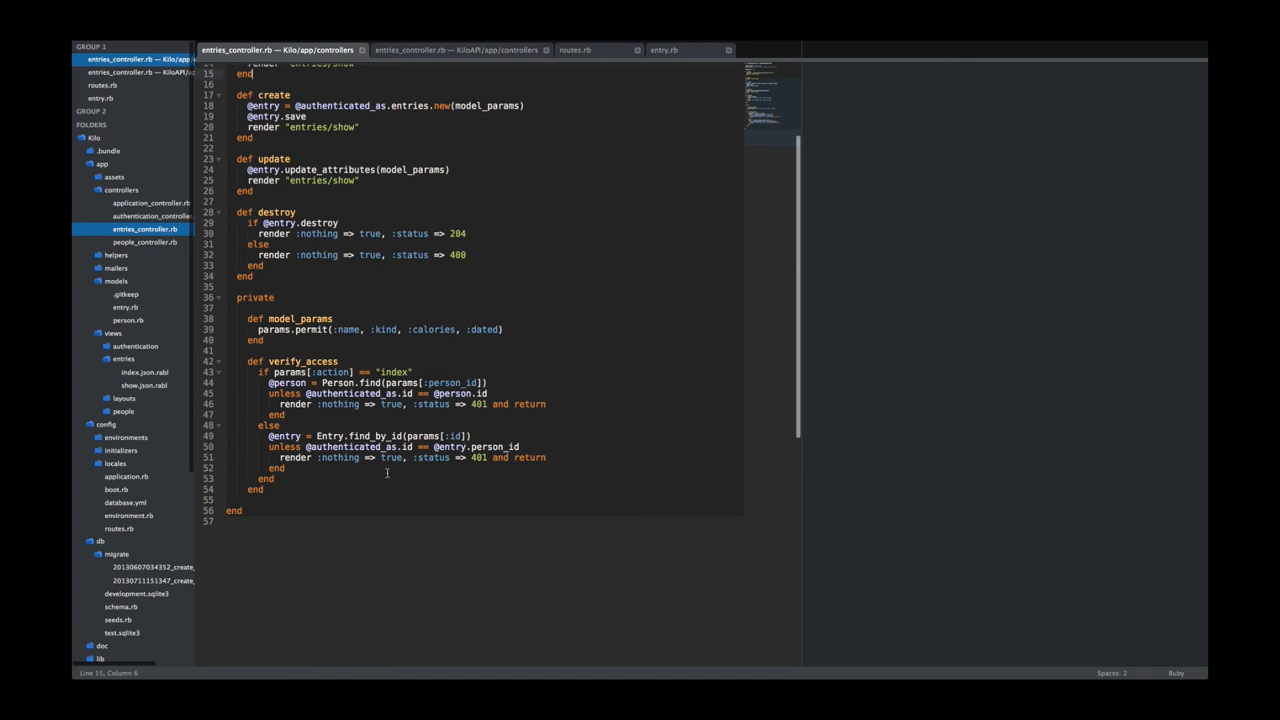 GROUP 1
entries_controller.rb — Kilo/app/
entries_controller.rb — KiloAPI/ap
routes.rb
entry.rb
GROUP 2
FOLDERS
Kilo
.bundle
app
assets
controllers
application_controller.rb
authentication_controller.
entries_controller.rb
people_controller.rb
helpers
mailers
models
.gitkeep
entry.rb
person.rb
views
authentication
entries
index.json.rabl
show.json.rabl
layouts
people
config
environments
initializers
locales
application.rb
boot.rb
database.yml
environment.rb
routes.rb
db
migrate
20130607034352_create_
20130711151347_create_
development.sqlite3
schema.rb
seeds.rb
test.sqlite3
doc
lib
entries_controller.rb — Kilo/app/controllers
entries_controller.rb — KiloAPI/app/controllers
routes.rb
entry.rb
14 render "entries/show"
15 end
16
17 def create
18 @entry = @authenticated_as.entries.new(model_params)
19 @entry.save
20 render "entries/show"
21 end
22
23 def update
24 @entry.update_attributes(model_params)
25 render "entries/show"
26 end
27
28 def destroy
29 if @entry.destroy
30 render :nothing => true, :status => 204
31 else
32 render :nothing => true, :status => 400
33 end
34 end
35
36 private
37
38 def model_params
39 params.permit(:name, :kind, :calories, :dated)
40 end
41
42 def verify_access
43 if params[:action] == "index"
44 @person = Person.find(params[:person_id])
45 unless @authenticated_as.id == @person.id
46 render :nothing => true, :status => 401 and return
47 end
48 else
49 @entry = Entry.find_by_id(params[:id])
50 unless @authenticated_as.id == @entry.person_id
51 render :nothing => true, :status => 401 and return
52 end
53 end
54 end
55
56 end
57
Line 15, Column 6
Spaces: 2
Ruby